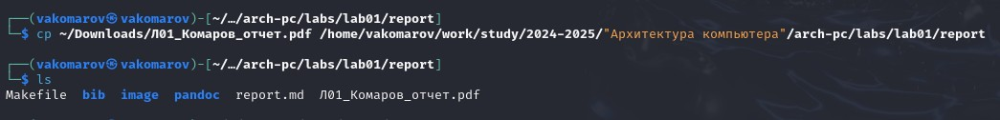 ┌──(vakomarov㉿vakomarov)-[~/…/arch-pc/labs/lab01/report]
└─$ cp ~/Downloads/Л01_Комаров_отчет.pdf /home/vakomarov/work/study/2024-2025/"Архитектура компьютера"/arch-pc/labs/lab01/report
┌──(vakomarov㉿vakomarov)-[~/…/arch-pc/labs/lab01/report]
└─$ ls
Makefile  bib  image  pandoc  report.md  Л01_Комаров_отчет.pdf